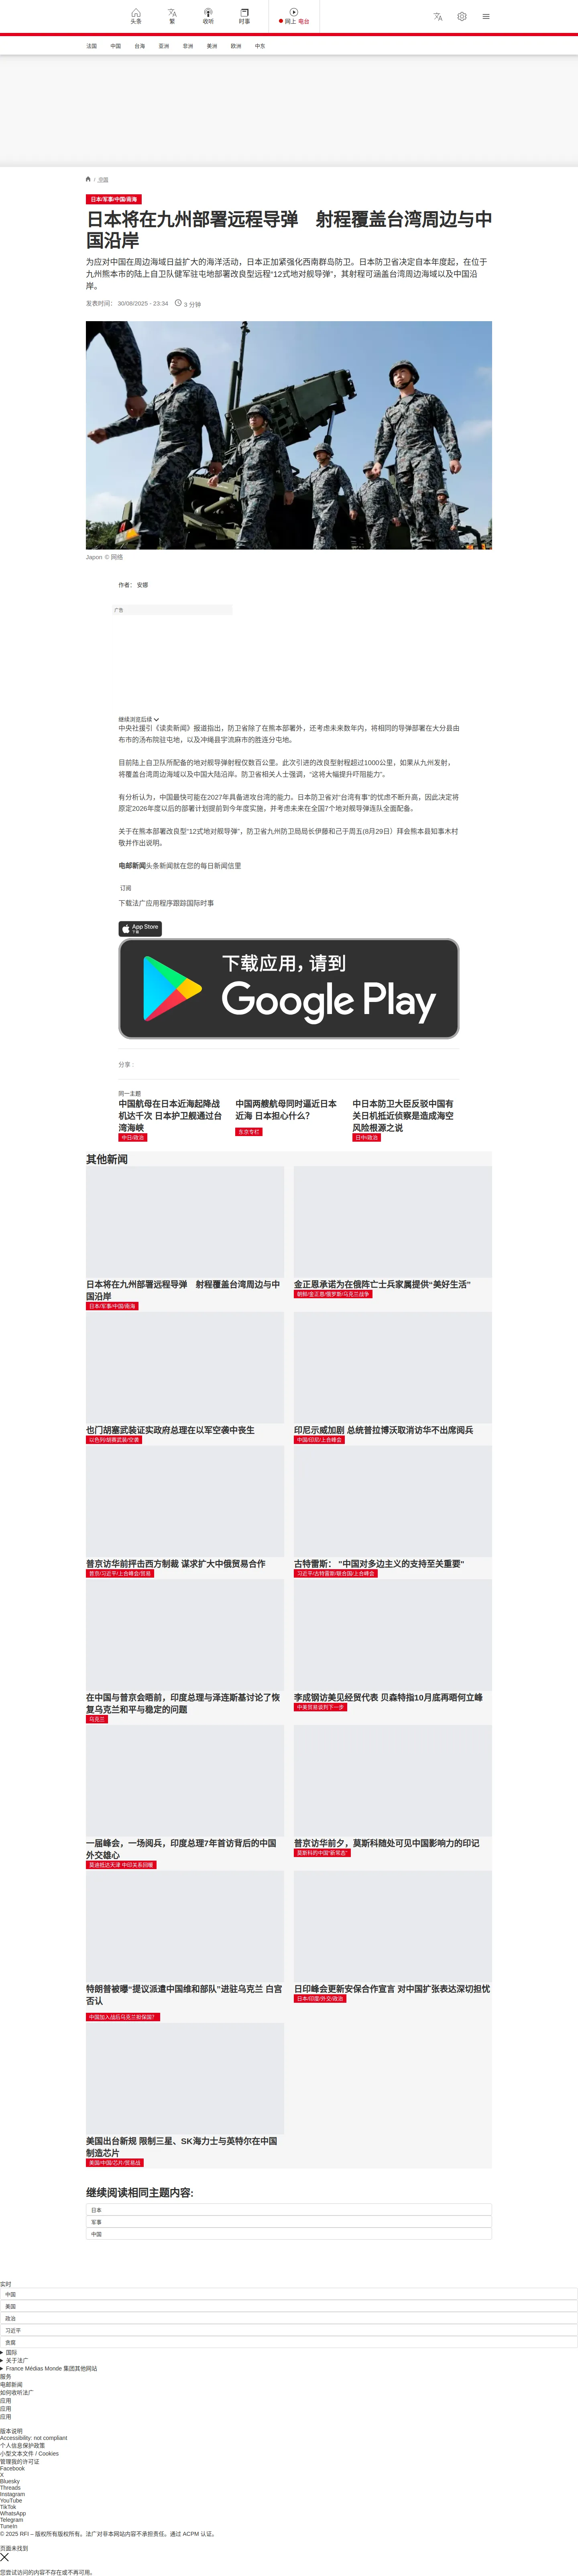 头条
繁
收听
时事
网上 电台
法国
中国
台海
亚洲
非洲
美洲
欧洲
中东
/ 中国
日本/军事/中国/南海
日本将在九州部署远程导弹　射程覆盖台湾周边与中
国沿岸
为应对中国在周边海域日益扩大的海洋活动，日本正加紧强化西南群岛防卫。日本防卫省决定自本年度起，在位于
九州熊本市的陆上自卫队健军驻屯地部署改良型远程“12式地对舰导弹”，其射程可涵盖台湾周边海域以及中国沿
岸。
发表时间： 30/08/2025 - 23:34
3 分钟
Japon © 网络
作者： 安娜
广告
继续浏览后续
中央社援引《读卖新闻》报道指出，防卫省除了在熊本部署外，还考虑未来数年内，将相同的导弹部署在大分县由
布市的汤布院驻屯地，以及冲绳县宇流麻市的胜连分屯地。
目前陆上自卫队所配备的地对舰导弹射程仅数百公里。此次引进的改良型射程超过1000公里，如果从九州发射，
将覆盖台湾周边海域以及中国大陆沿岸。防卫省相关人士强调，“这将大幅提升吓阻能力”。
有分析认为，中国最快可能在2027年具备进攻台湾的能力。日本防卫省对“台湾有事”的忧虑不断升高，因此决定将
原定2026年度以后的部署计划提前到今年度实施，并考虑未来在全国7个地对舰导弹连队全面配备。
关于在熊本部署改良型“12式地对舰导弹”，防卫省九州防卫局局长伊藤和己于周五(8月29日）拜会熊本县知事木村
敬并作出说明。
电邮新闻头条新闻就在您的每日新闻信里
订阅
下载法广应用程序跟踪国际时事
App Store
下载
下载应用，请到
Google Play
分享 :
同一主题
中国航母在日本近海起降战
机达千次 日本护卫舰通过台
湾海峡
中日/政治
中国两艘航母同时逼近日本
近海 日本担心什么?
东京专栏
中日本防卫大臣反驳中国有
关日机抵近侦察是造成海空
风险根源之说
日中/政治
其他新闻
日本将在九州部署远程导弹　射程覆盖台湾周边与中
国沿岸
日本/军事/中国/南海
金正恩承诺为在俄阵亡士兵家属提供“美好生活”
朝鲜/金正恩/俄罗斯/乌克兰战争
也门胡塞武装证实政府总理在以军空袭中丧生
以色列/胡塞武装/空袭
印尼示威加剧 总统普拉博沃取消访华不出席阅兵
中国/印尼/上合峰会
普京访华前抨击西方制裁 谋求扩大中俄贸易合作
普京/习近平/上合峰会/贸易
古特雷斯： "中国对多边主义的支持至关重要"
习近平/古特雷斯/联合国/上合峰会
在中国与普京会晤前，印度总理与泽连斯基讨论了恢
复乌克兰和平与稳定的问题
乌克兰
李成钢访美见经贸代表 贝森特指10月底再晤何立峰
中美贸易谈判下一步
一届峰会，一场阅兵，印度总理7年首访背后的中国
外交雄心
莫迪抵达天津 中印关系回暖
普京访华前夕，莫斯科随处可见中国影响力的印记
莫斯科的中国“新常态”
特朗普被曝“提议派遣中国维和部队”进驻乌克兰 白宫
否认
中国加入战后乌克兰担保国?
日印峰会更新安保合作宣言 对中国扩张表达深切担忧
日本/印度/外交/政治
美国出台新规 限制三星、SK海力士与英特尔在中国
制造芯片
美国/中国/芯片/贸易战
继续阅读相同主题内容:
日本
军事
中国
实时
中国
美国
政治
习近平
贪腐
国际
关于法广
France Médias Monde 集团其他网站
服务
电邮新闻
如何收听法广
应用
应用
应用
版本说明
Accessibility: not compliant
个人信息保护政策
小型文本文件 / Cookies
管理我的许可证
Facebook
X
Bluesky
Threads
Instagram
YouTube
TikTok
WhatsApp
Telegram
TuneIn
© 2025 RFI – 版权所有版权所有。法广对非本网站内容不承担责任。通过 ACPM 认证。
页面未找到
您尝试访问的内容不存在或不再可用。